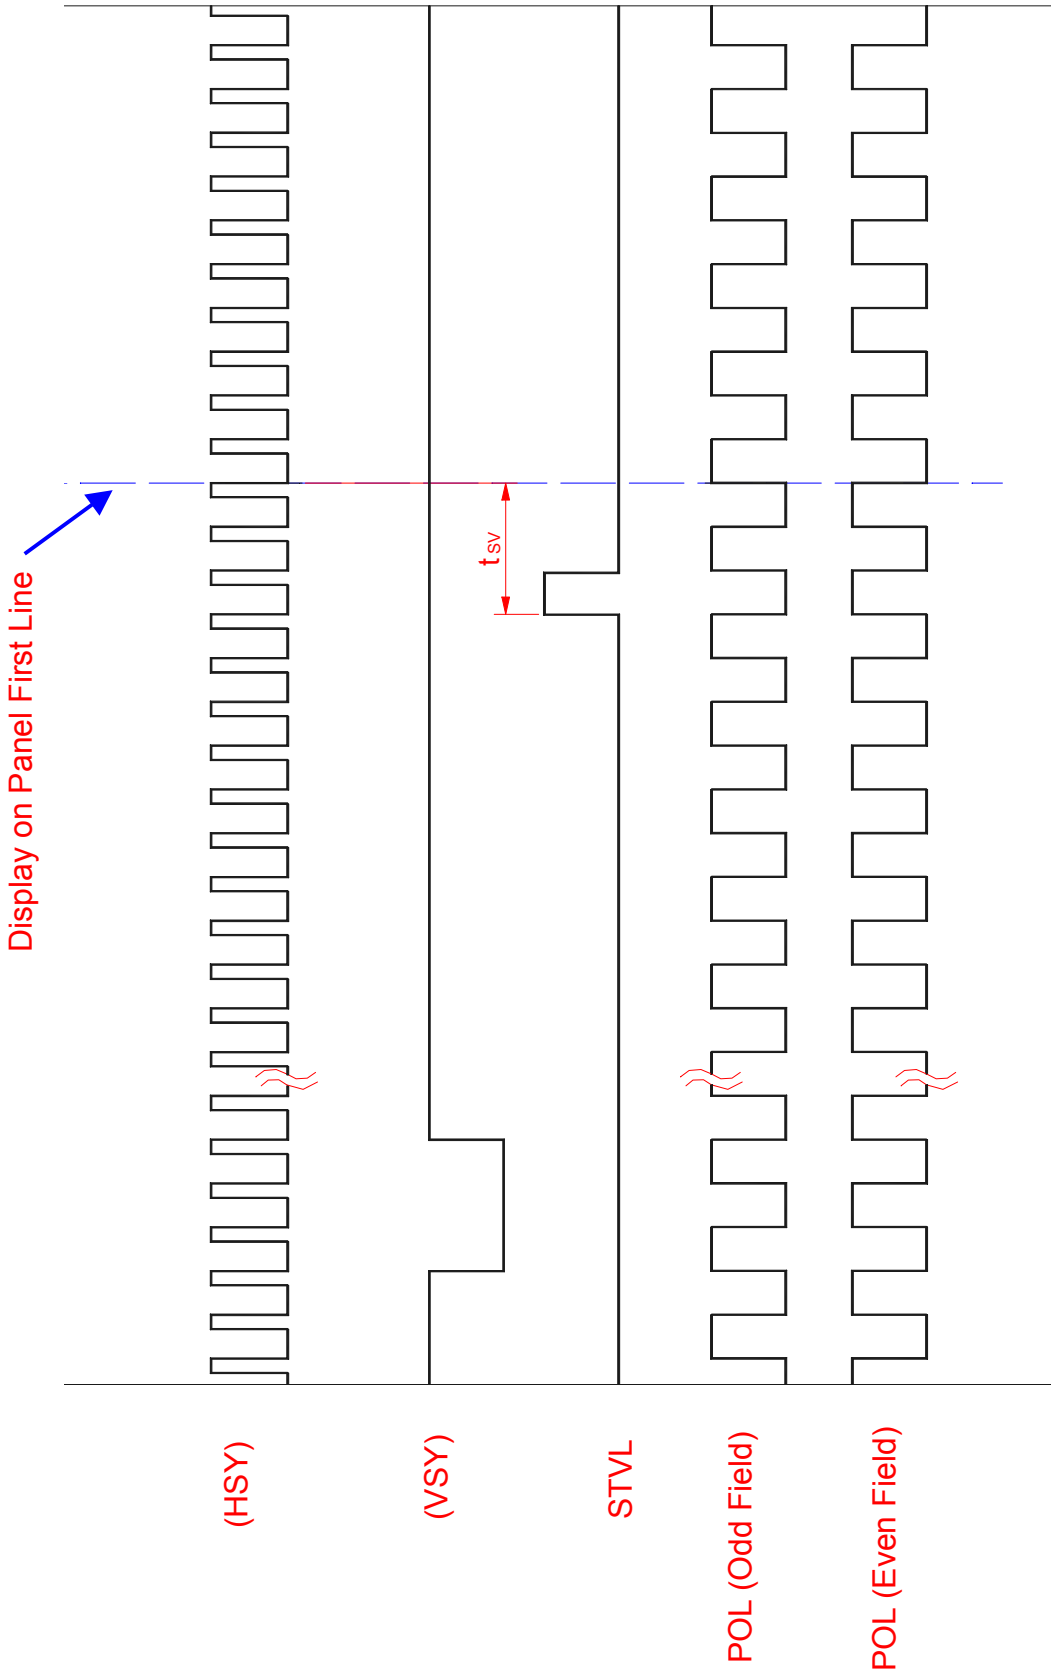 Display on Panel First Line
tsv
(HSY)
(VSY)
STVL
POL (Odd Field)
POL (Even Field)